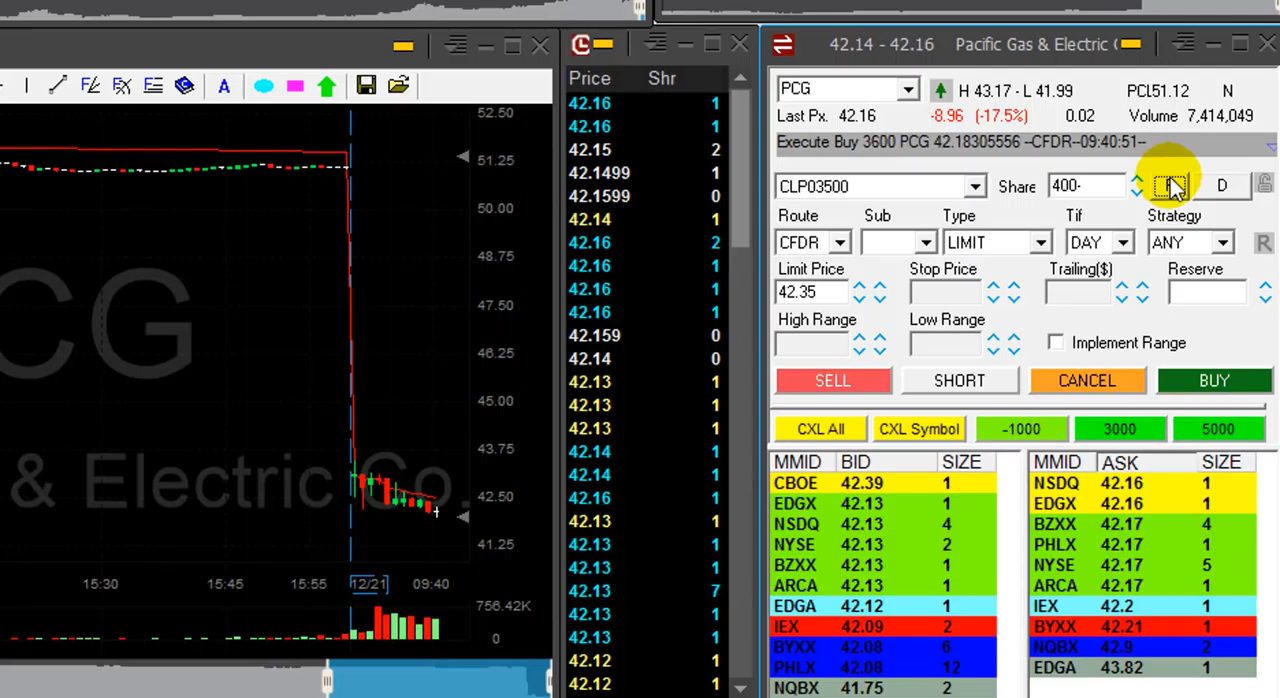 52.50
51.25
50.00
48.75
47.50
46.25
45.00
43.75
42.50
41.25
CG
& Electric Co.
15:30 15:45 15:55 12/21 09:40
756.42K
0
Price Shr
42.16 1
42.16 1
42.15 2
42.1499 1
42.1599 0
42.14 1
42.16 2
42.16 1
42.16 1
42.16 1
42.159 0
42.14 0
42.13 1
42.13 1
42.13 1
42.14 1
42.14 1
42.16 1
42.13 1
42.13 1
42.13 1
42.13 7
42.13 1
42.13 1
42.12 1
42.12 1
42.14 - 42.16 Pacific Gas & Electric (
PCG H 43.17 - L 41.99 PCL51.12 N
Last Px. 42.16 -8.96 (-17.5%) 0.02 Volume 7,414,049
Execute Buy 3600 PCG 42.18305556 --CFDR--09:40:51--
CLP03500 Share 400- D
Route Sub Type Tif Strategy
CFDR LIMIT DAY ANY R
Limit Price Stop Price Trailing($) Reserve
42.35
High Range Low Range
Implement Range
SELL SHORT CANCEL BUY
CXL All CXL Symbol -1000 3000 5000
MMID BID SIZE MMID ASK SIZE
CBOE 42.39 1 NSDQ 42.16 1
EDGX 42.13 1 EDGX 42.16 1
NSDQ 42.13 4 BZXX 42.17 4
NYSE 42.13 2 PHLX 42.17 1
BZXX 42.13 1 NYSE 42.17 5
ARCA 42.13 1 ARCA 42.17 1
EDGA 42.12 1 IEX 42.2 1
IEX 42.09 2 BYXX 42.21 1
BYXX 42.08 6 NQBX 42.9 2
PHLX 42.08 12 EDGA 43.82 1
NQBX 41.75 2